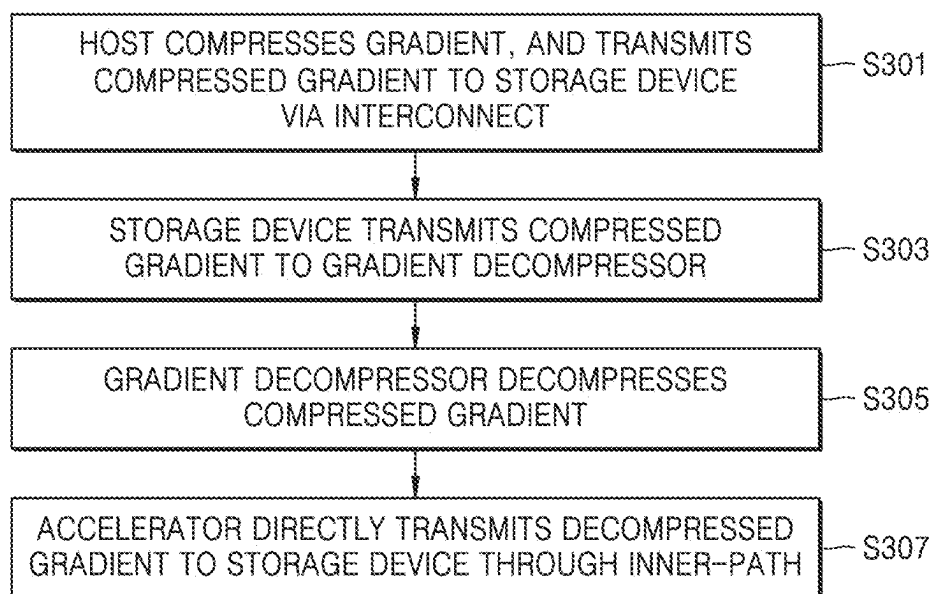 HOST COMPRESSES GRADIENT, AND TRANSMITS
COMPRESSED GRADIENT TO STORAGE DEVICE
VIA INTERCONNECT
S301
STORAGE DEVICE TRANSMITS COMPRESSED
GRADIENT TO GRADIENT DECOMPRESSOR
S303
GRADIENT DECOMPRESSOR DECOMPRESSES
COMPRESSED GRADIENT
S305
ACCELERATOR DIRECTLY TRANSMITS DECOMPRESSED
GRADIENT TO STORAGE DEVICE THROUGH INNER-PATH
S307